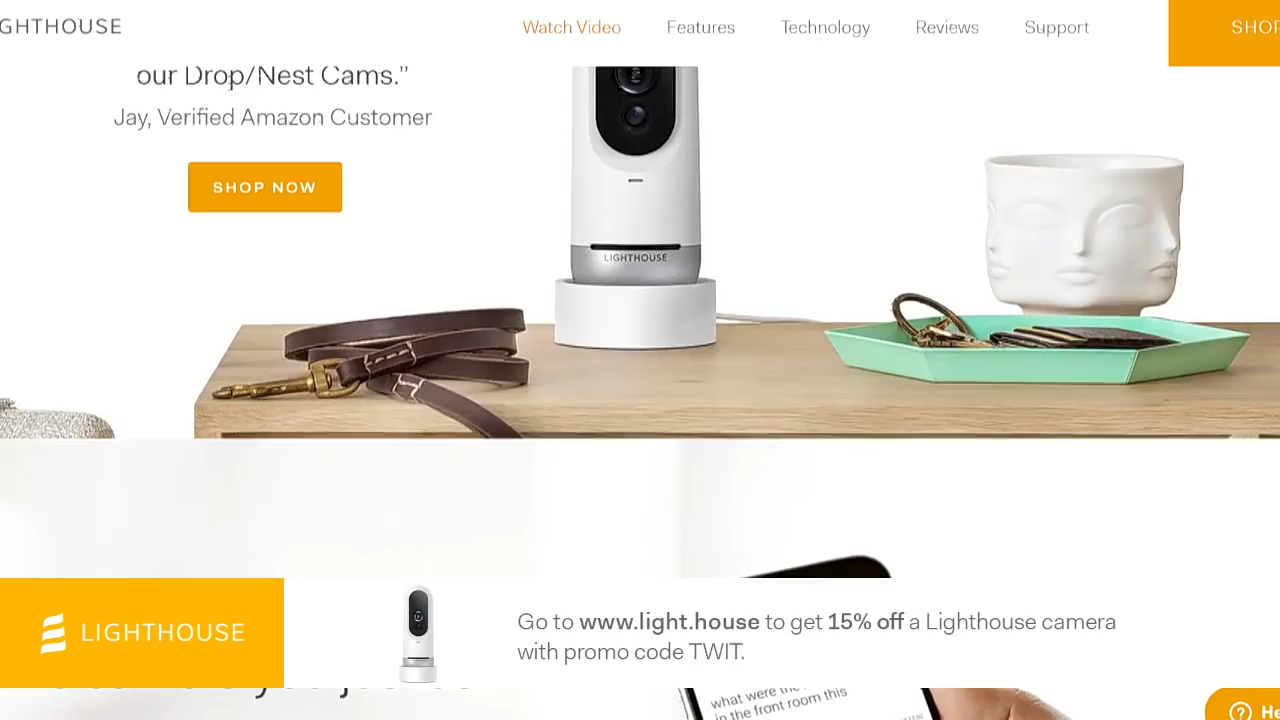 GHTHOUSE
Watch Video
Features
Technology
Reviews
Support
SHOP
our Drop/Nest Cams.”
Jay, Verified Amazon Customer
SHOP NOW
LIGHTHOUSE
LIGHTHOUSE
Go to www.light.house to get 15% off a Lighthouse camera
with promo code TWIT.
what were the
in the front room this
He